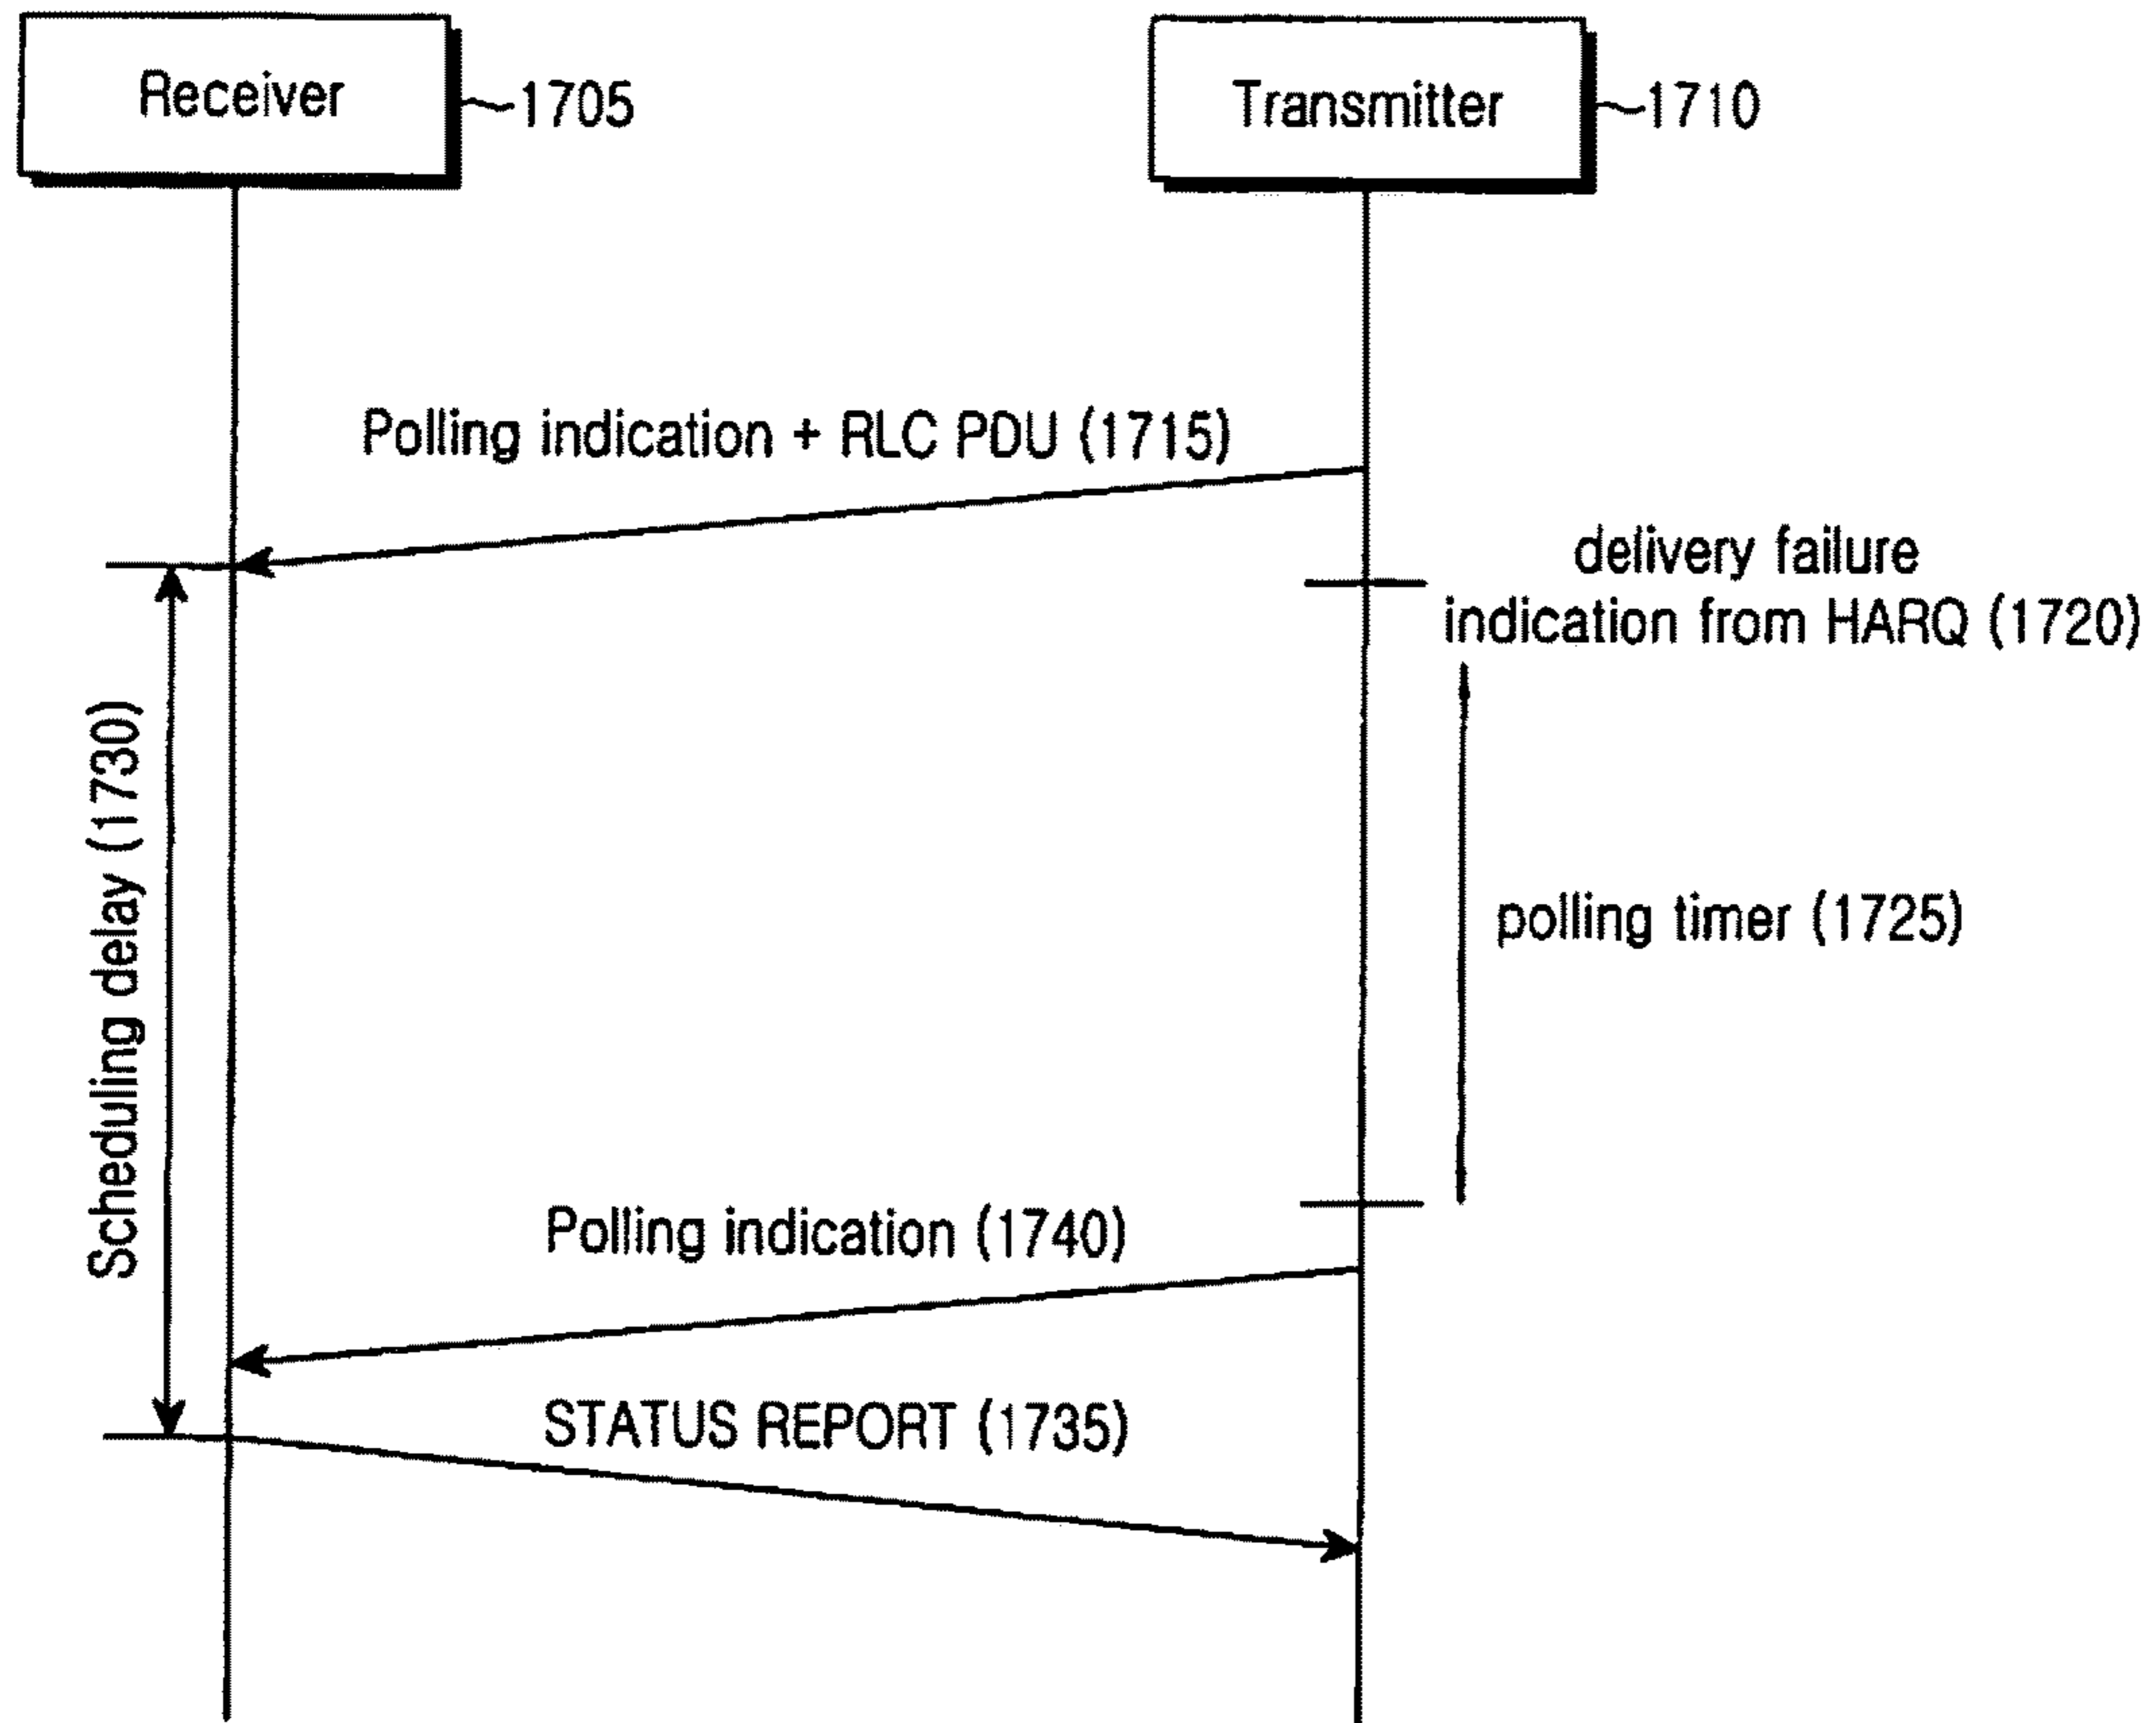 Receiver
1705
Transmitter
1710
Polling indication + RLC PDU (1715)
delivery failure
indication from HARQ (1720)
Scheduling delay (1730)
polling timer (1725)
Polling indication (1740)
STATUS REPORT (1735)